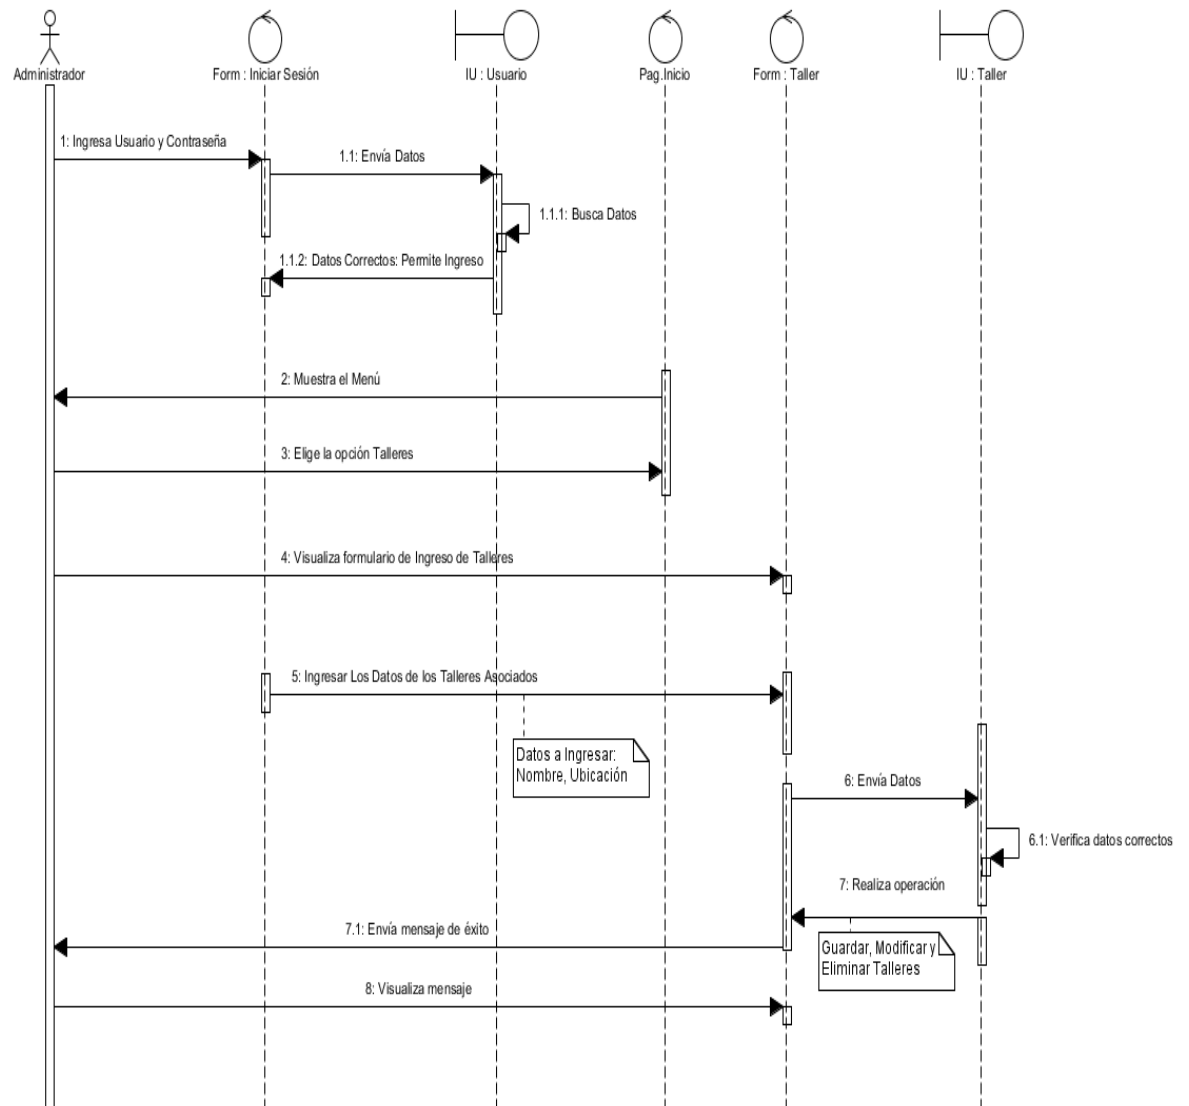 Administrador
Form : Iniciar Sesión
IU : Usuario
Pag.Inicio
Form : Taller
IU : Taller
1: Ingresa Usuario y Contraseña
1.1: Envía Datos
1.1.1: Busca Datos
1.1.2: Datos Correctos: Permite Ingreso
2: Muestra el Menú
3: Elige la opción Talleres
4: Visualiza formulario de Ingreso de Talleres
5: Ingresar Los Datos de los Talleres Asociados
Datos a Ingresar:
Nombre, Ubicación
6: Envía Datos
6.1: Verifica datos correctos
7: Realiza operación
7.1: Envía mensaje de éxito
Guardar, Modificar y
Eliminar Talleres
8: Visualiza mensaje